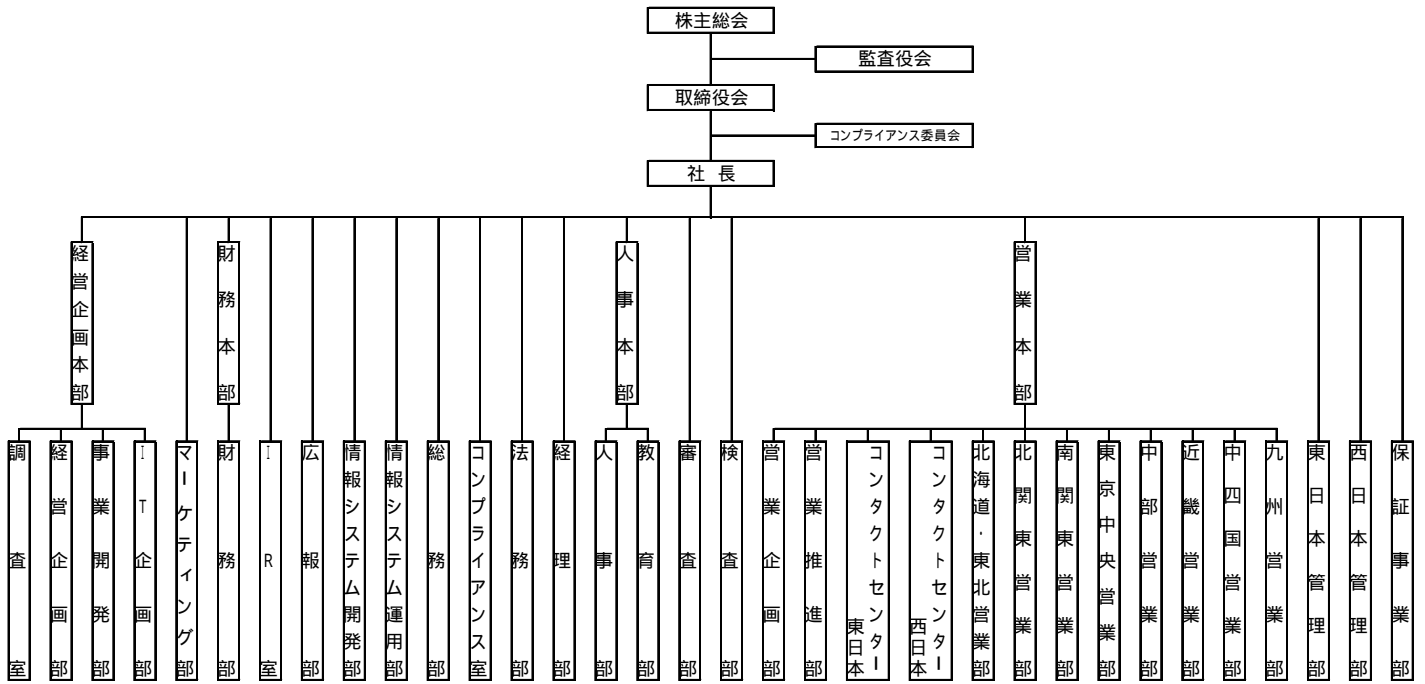 株主総会
監査役会
取締役会
コンプライアンス委員会
社 長
経営企画本部
財務本部
人事本部
営業本部
調査室
経営企画部
事業開発部
IT企画部
マーケティング部
財務部
IR室
広報部
情報システム開発部
情報システム運用部
総務部
コンプライアンス室
法務部
経理部
人事部
教育部
審査部
検査部
営業企画部
営業推進部
コンタクトセンター
東日本
コンタクトセンター
西日本
北海道・東北営業部
北関東営業部
南関東営業部
東京中央営業部
中部営業部
近畿営業部
中四国営業部
九州営業部
東日本管理部
西日本管理部
保証事業部